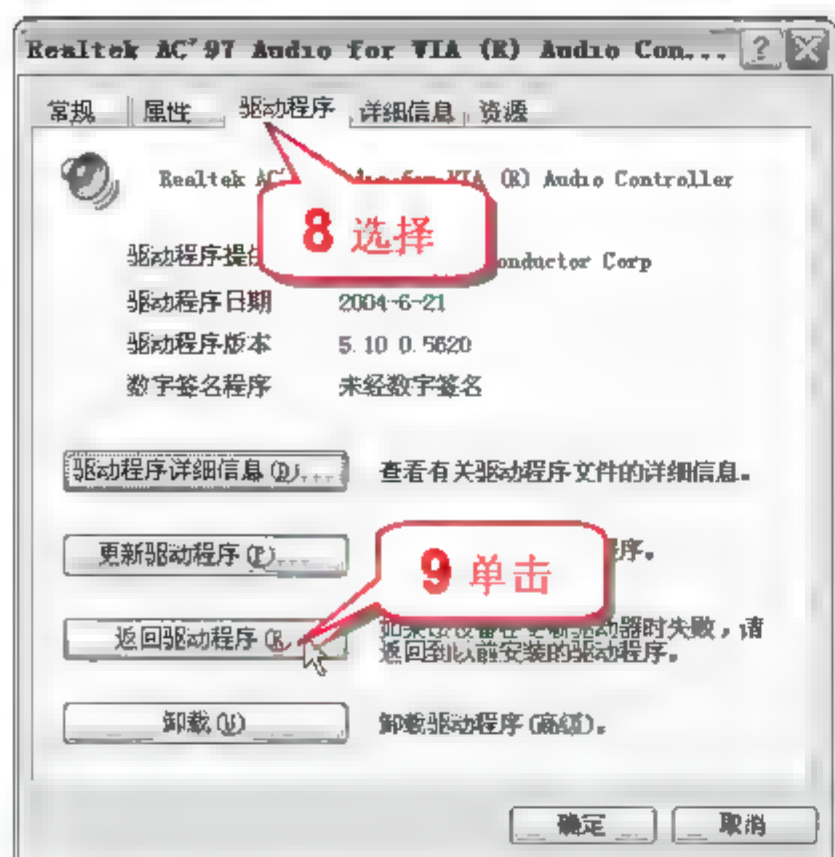 Realtek AC'97 Audio for VIA (R) Audio Con...
常规 属性 驱动程序 详细信息 资源
Realtek VIA (R) Audio Controller
8 选择
驱动程序 Corp
驱动程序日期 2004-6-21
驱动程序版本 5.10 0.5620
数字签名程序 未经数字签名
驱动程序详细信息(D)... 查看有关驱动程序文件的详细信息。
更新驱动程序(P)... 序。
9 单击
返回驱动程序(R 时失败，请
返回到以前安装的驱动程序。
卸载(U) 卸载驱动程序(高级)。
确定 取消